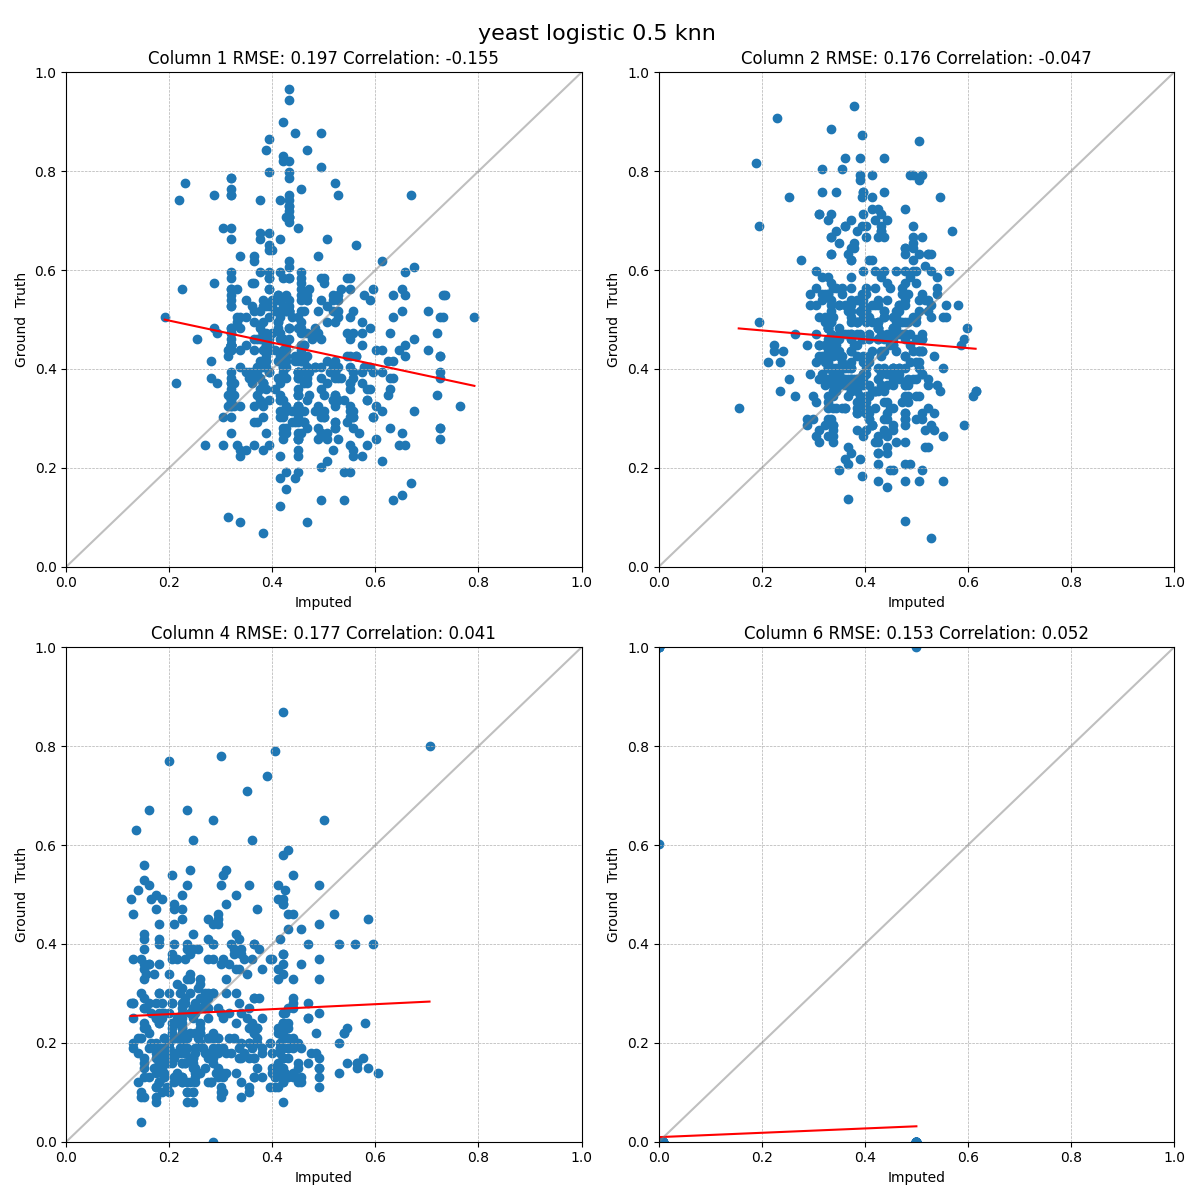 yeast logistic 0.5 knn
Column 1 RMSE: 0.197 Correlation: -0.155
1.0
0.8
0.6
0.4
0.2
0.0
Ground Truth
0.0 0.2 0.4 0.6 0.8 1.0
Imputed
Column 2 RMSE: 0.176 Correlation: -0.047
1.0
0.8
0.6
0.4
0.2
0.0
Ground Truth
0.0 0.2 0.4 0.6 0.8 1.0
Imputed
Column 4 RMSE: 0.177 Correlation: 0.041
1.0
0.8
0.6
0.4
0.2
0.0
Ground Truth
0.0 0.2 0.4 0.6 0.8 1.0
Imputed
Column 6 RMSE: 0.153 Correlation: 0.052
1.0
0.8
0.6
0.4
0.2
0.0
Ground Truth
0.0 0.2 0.4 0.6 0.8 1.0
Imputed